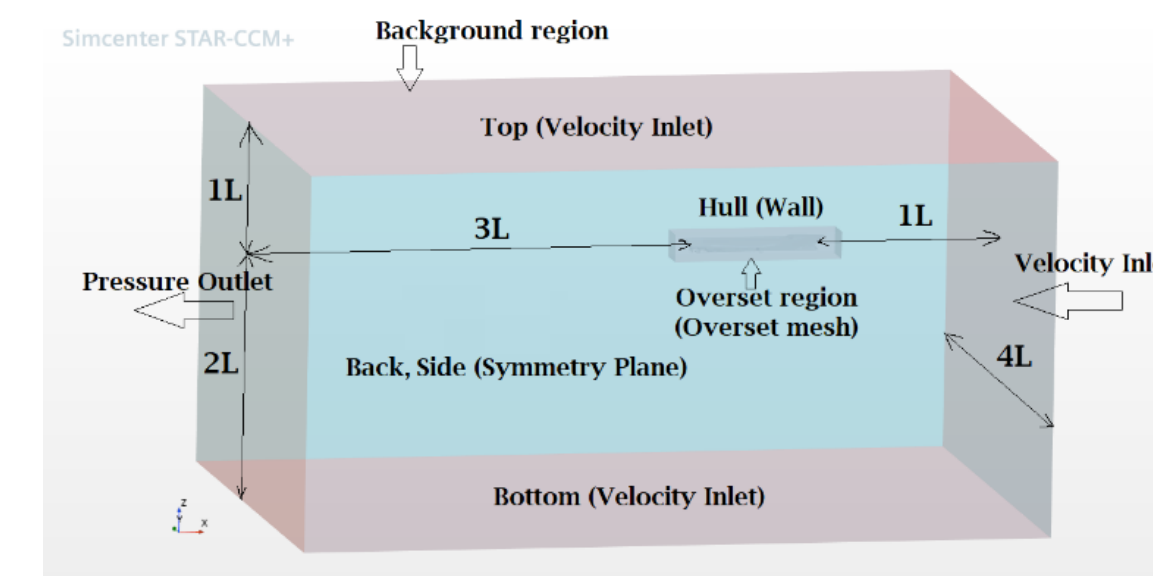 Simcenter STAR-CCM+
Background region
Top (Velocity Inlet)
1L
Hull (Wall)
1L
3L
Pressure Outlet
Velocity Inl
Overset region
(Overset mesh)
2L
Back, Side (Symmetry Plane)
4L
Bottom (Velocity Inlet)
z
x